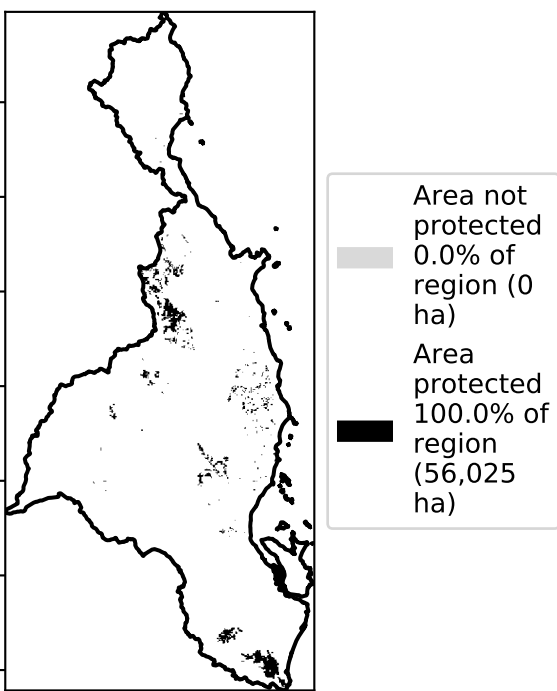 Area not
protected
0.0% of
region (0
ha)
Area
protected
100.0% of
region
(56,025
ha)